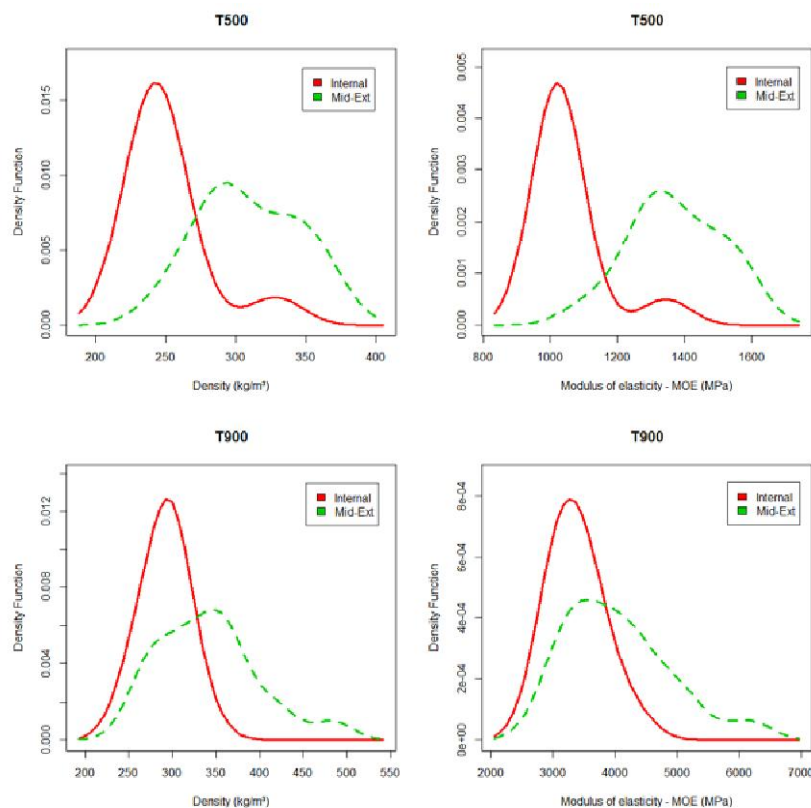 T500
Density Function
0.000 0.005 0.010 0.015
Internal
Mid-Ext
200 250 300 350 400
Density (kg/m³)
T500
Density Function
0.000 0.001 0.002 0.003 0.004 0.005
Internal
Mid-Ext
800 1000 1200 1400 1600
Modulus of elasticity - MOE (MPa)
T900
Density Function
0.000 0.004 0.008 0.012
Internal
Mid-Ext
200 250 300 350 400 450 500 550
Density (kg/m³)
T900
Density Function
0e+00 2e-04 4e-04 6e-04 8e-04
Internal
Mid-Ext
2000 3000 4000 5000 6000 7000
Modulus of elasticity - MOE (MPa)